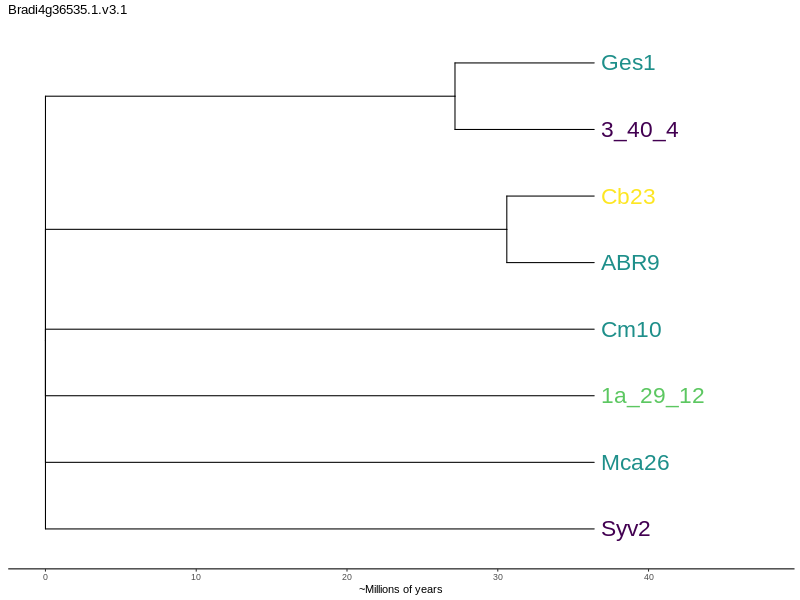 Bradi4g36535.1.v3.1
Ges1
3_40_4
Cb23
ABR9
Cm10
1a_29_12
Mca26
Syv2
0 10 20 30 40
~Millions of years